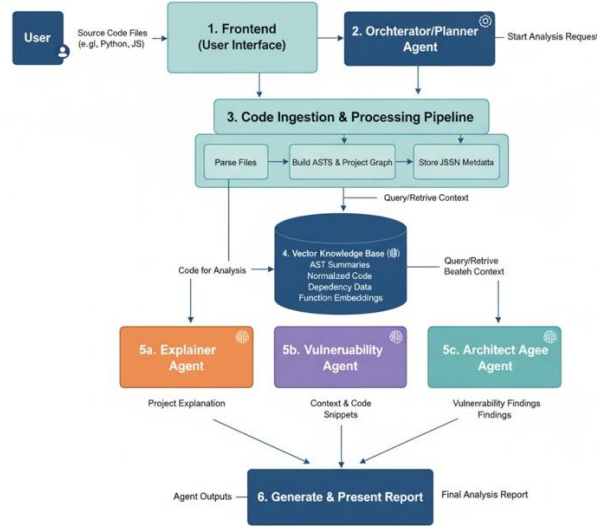 User
Source Code Files
(e.gl, Python, JS)
1. Frontend
(User Interface)
2. Orchterator/Planner
Agent
Start Analysis Request
3. Code Ingestion & Processing Pipeline
Parse Files
Build ASTS & Project Graph
Store JSSN Metdatta
Query/Retrive Context
4. Vector Knowledge Base
AST Summaries
Normalzed Code
Depedency Data
Function Embeddings
Code for Analysis
Query/Retrive
Beateh Context
5a. Explainer
Agent
5b. Vulneruability
Agent
5c. Architect Agee
Agent
Project Explanation
Context & Code
Snippets
Vulnerrability Findings
Findings
Agent Outputs
6. Generate & Present Report
Final Analysis Report